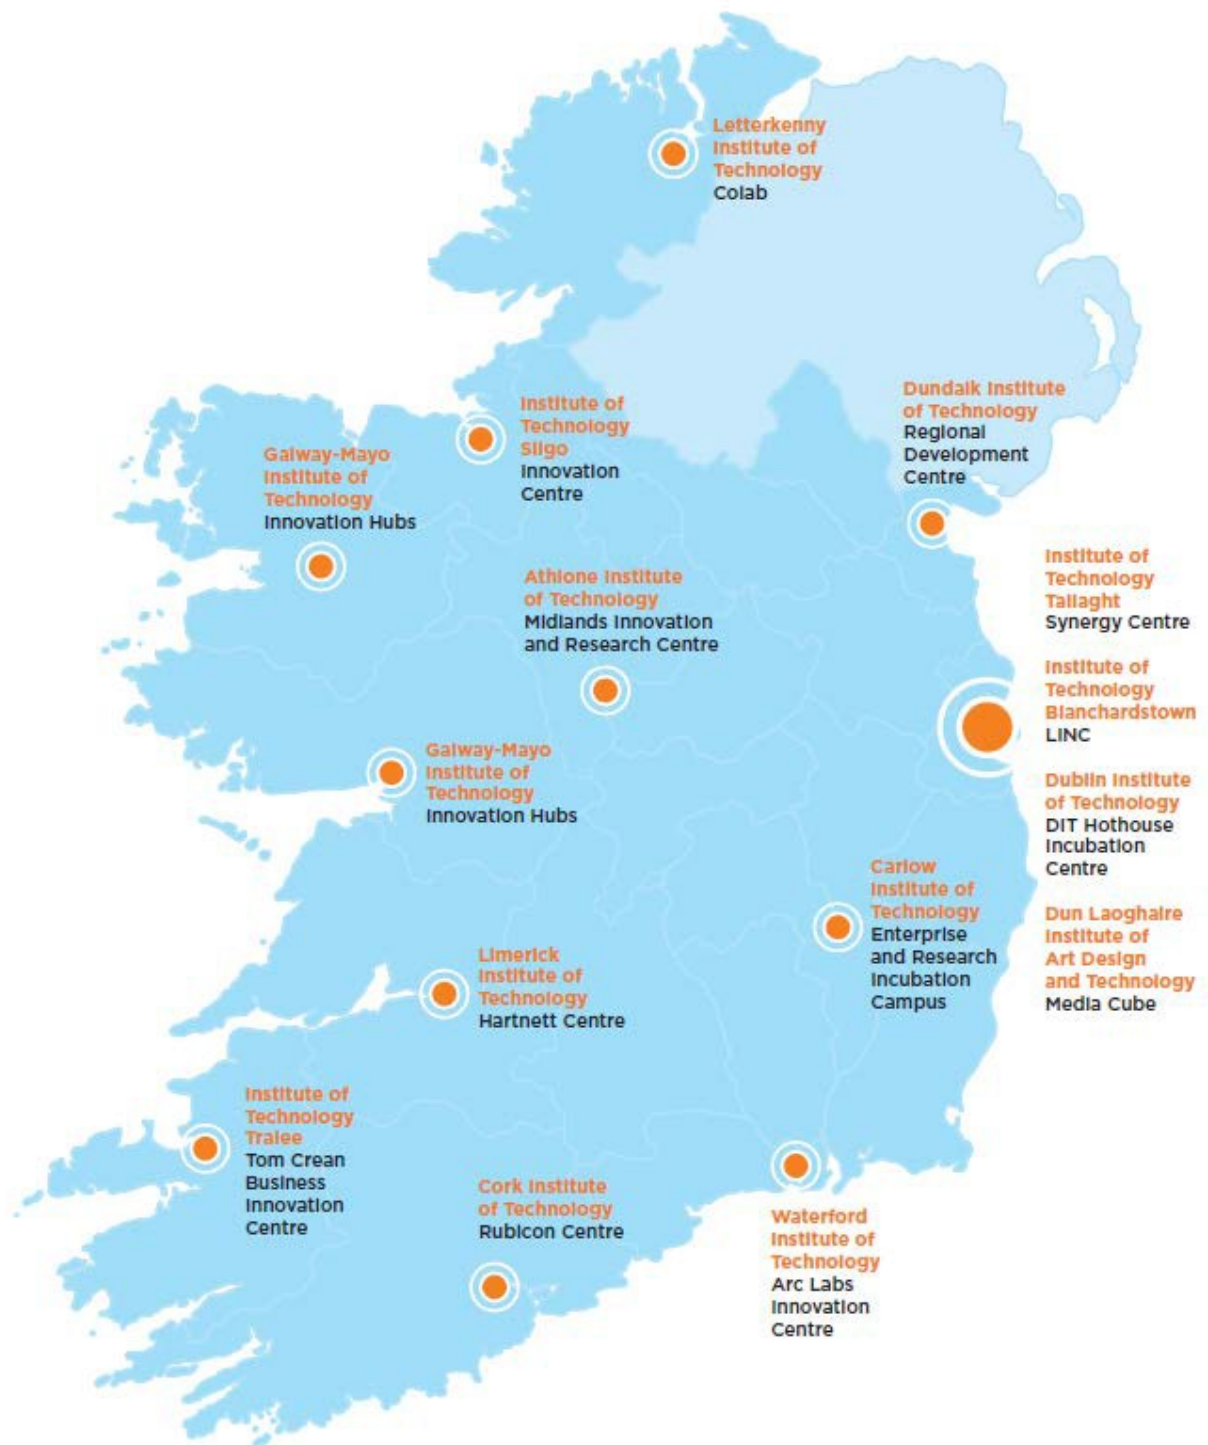 Letterkenny
Institute of
Technology
Colab
Dundalk Institute
of Technology
Regional
Development
Centre
Institute of
Technology
Sligo
Innovation
Centre
Galway-Mayo
Institute of
Technology
Innovation Hubs
Athlone Institute
of Technology
Midlands Innovation
and Research Centre
Institute of
Technology
Tallaght
Synergy Centre
Institute of
Technology
Blanchardstown
LINC
Dublin Institute
of Technology
DIT Hothouse
Incubation
Centre
Dun Laoghaire
Institute of
Art Design
and Technology
Media Cube
Galway-Mayo
Institute of
Technology
Innovation Hubs
Carlow
Institute of
Technology
Enterprise
and Research
Incubation
Campus
Limerick
Institute of
Technology
Hartnett Centre
Institute of
Technology
Tralee
Tom Crean
Business
Innovation
Centre
Cork Institute
of Technology
Rubicon Centre
Waterford
Institute of
Technology
Arc Labs
Innovation
Centre